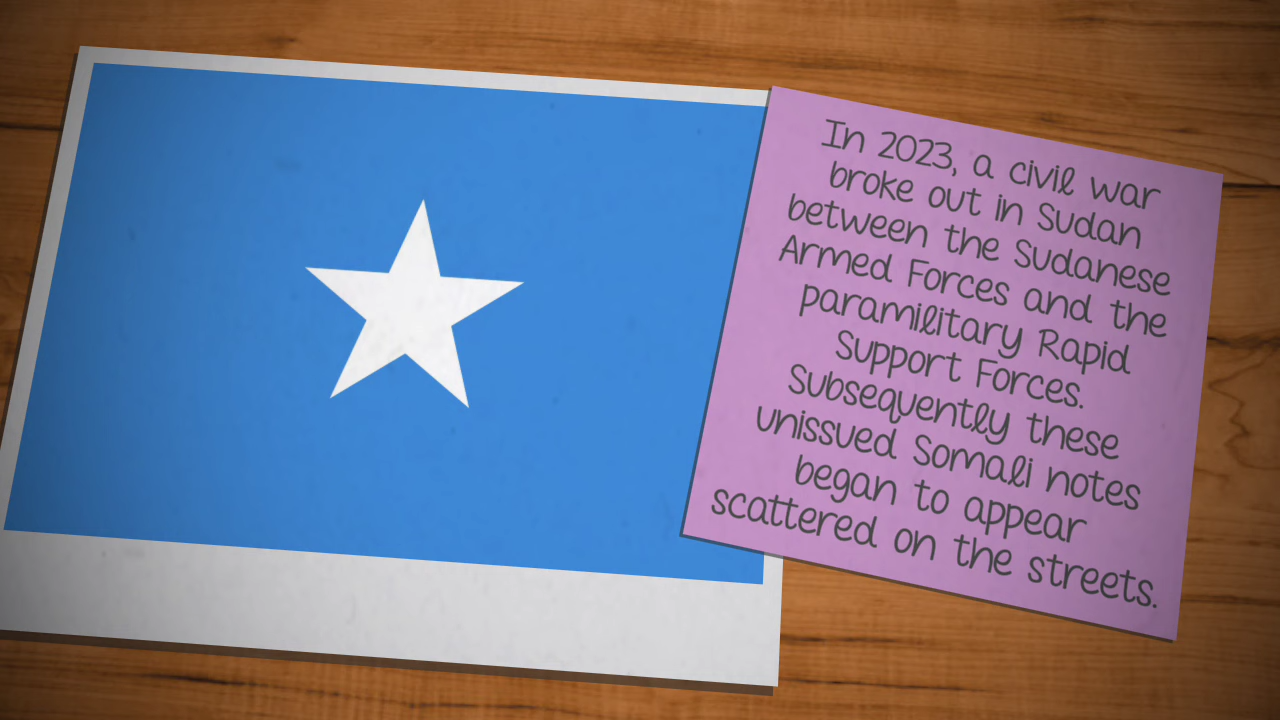 In 2023, a civil war
broke out in Sudan
between the Sudanese
Armed Forces and the
paramilitary Rapid
Support Forces.
Subsequently these
unissued Somali notes
began to appear
scattered on the streets.